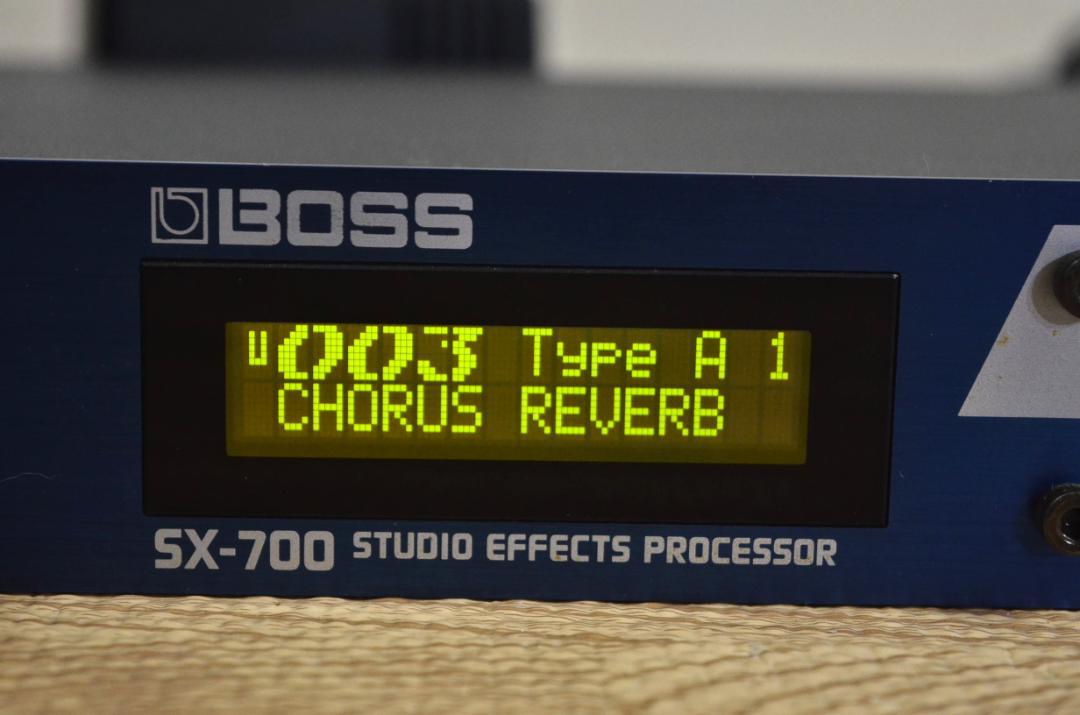 BOSS
U003 Type A 1
CHORUS REVERB
SX-700 STUDIO EFFECTS PROCESSOR